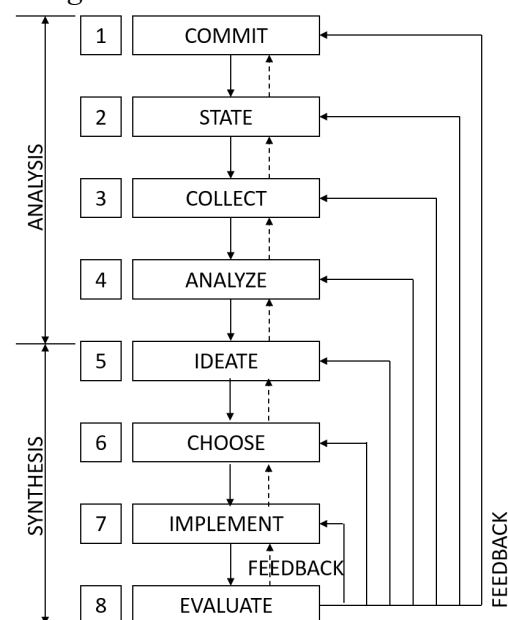 1 COMMIT
2 STATE
3 COLLECT
4 ANALYZE
ANALYSIS
5 IDEATE
6 CHOOSE
7 IMPLEMENT
FEEDBACK
8 EVALUATE
SYNTHESIS
FEEDBACK